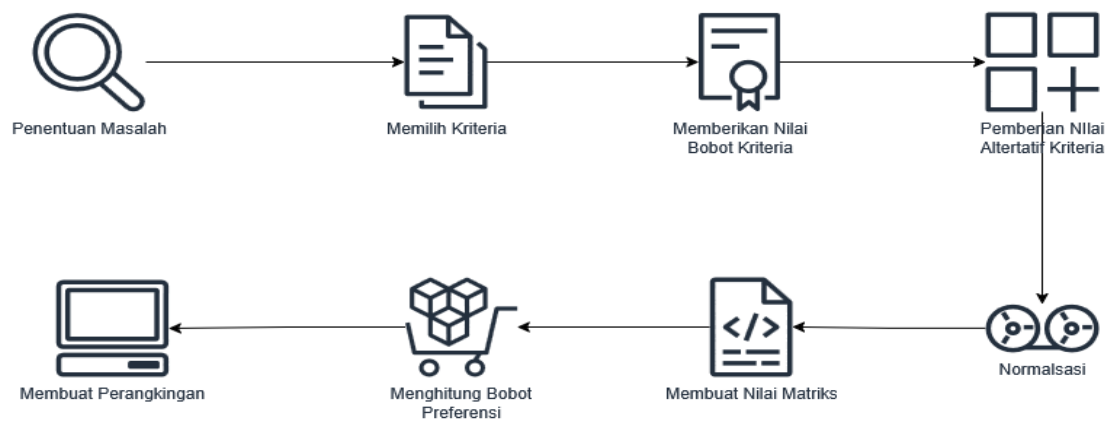 Penentuan Masalah
Memilih Kriteria
Memberikan Nilai
Bobot Kriteria
Pemberian NIlai
Altertatif Kriteria
Normalsasi
Membuat Nilai Matriks
Menghitung Bobot
Preferensi
Membuat Perangkingan